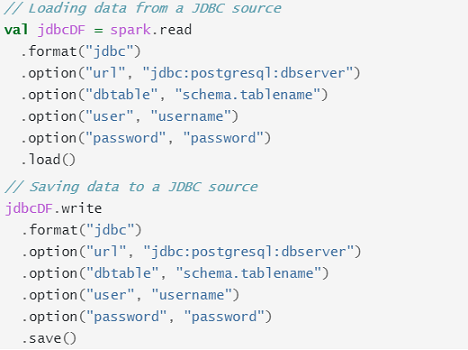 // Loading data from a JDBC source
val jdbcDF = spark.read
  .format("jdbc")
  .option("url", "jdbc:postgresql:dbserver")
  .option("dbtable", "schema.tablename")
  .option("user", "username")
  .option("password", "password")
  .load()
// Saving data to a JDBC source
jdbcDF.write
  .format("jdbc")
  .option("url", "jdbc:postgresql:dbserver")
  .option("dbtable", "schema.tablename")
  .option("user", "username")
  .option("password", "password")
  .save()